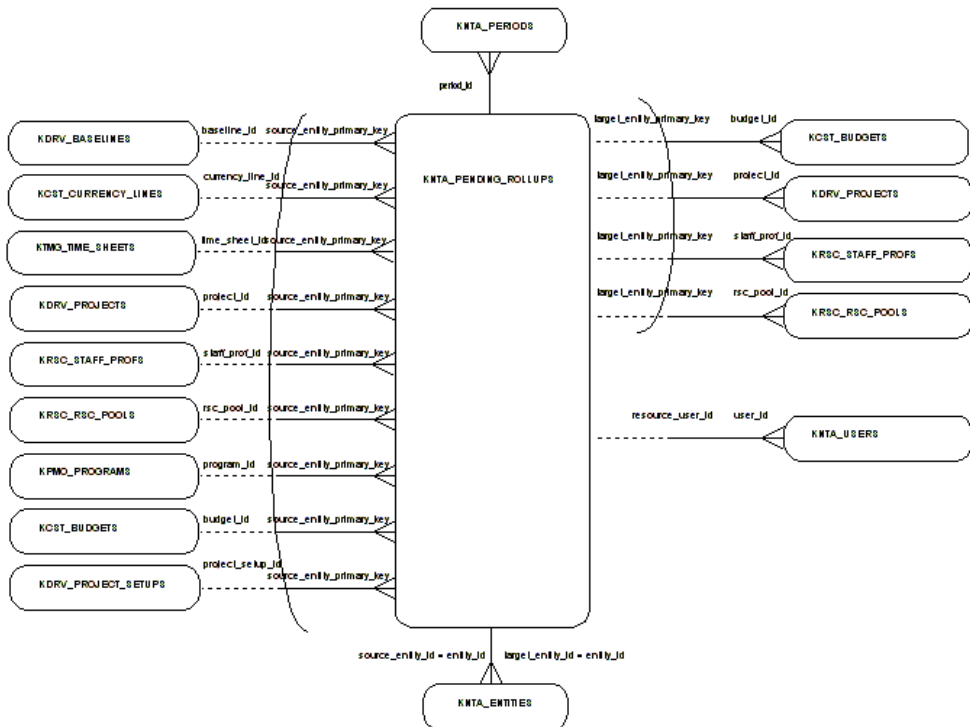 KNTA_PERIODS
period_id
KDRV_BASELINES
baseline_id source_entity_primary_key
KCST_CURRENCY_LINES
currency_line_id
source_entity_primary_key
KTMG_TIME_SHEETS
time_sheet_id source_entity_primary_key
KDRV_PROJECTS
project_id source_entity_primary_key
KRSC_STAFF_PROFS
staff_prof_id source_entity_primary_key
KRSC_RSC_POOLS
rsc_pool_id source_entity_primary_key
KPMO_PROGRAMS
program_id source_entity_primary_key
KCST_BUDGETS
budget_id source_entity_primary_key
KDRV_PROJECT_SETUPS
project_setup_id
source_entity_primary_key
KNTA_PENDING_ROLLUPS
target_entity_primary_key budget_id
KCST_BUDGETS
target_entity_primary_key project_id
KDRV_PROJECTS
target_entity_primary_key staff_prof_id
KRSC_STAFF_PROFS
target_entity_primary_key rsc_pool_id
KRSC_RSC_POOLS
resource_user_id user_id
KNTA_USERS
source_entity_id = entity_id target_entity_id = entity_id
KNTA_ENTITIES